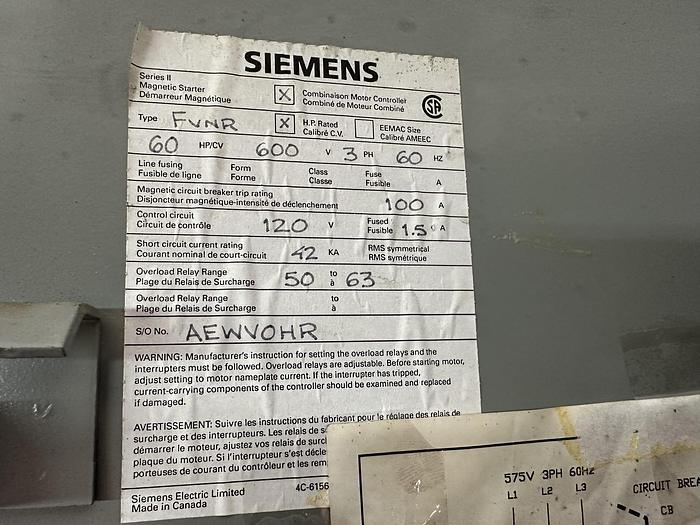 SIEMENS
Series II
Magnetic Starter
Démarreur Magnétique
X
Combinaison Motor Controller
Combiné de Moteur Combiné
SA
Type FVNR
X
H.P. Rated
Calibré C.V.
EEMAC Size
Calibré AMEEC
60 HP/CV 600 V 3 PH 60 HZ
Line fusing Form Class Fuse
Fusible de ligne Forme Classe Fusible A
Magnetic circuit breaker trip rating
Disjoncteur magnétique-intensité de déclenchement 100 A
Control circuit
Circuit de contrôle 120 V
Fused
Fusible 1.5 A
Short circuit current rating
Courant nominal de court-circuit 42 KA
RMS symmetrical
RMS symétrique
Overload Relay Range
Plage du Relais de Surcharge 50 to à 63
Overload Relay Range to
Plage du Relais de Surcharge à
S/O No. AEWVOHR
WARNING: Manufacturer's instruction for setting the overload relays and the
interrupters must be followed. Overload relays are adjustable. Before starting motor,
adjust setting to motor nameplate current. If the interrupter has tripped,
current-carrying components of the controller should be examined and replaced
if damaged.
AVERTISSEMENT: Suivre les instructions du fabricant pour le réglage des relais de
surcharge et des interrupteurs. Les relais de
démarrer le moteur, ajustez vos relais de
plaque du moteur. Si l'interrupteur s'est
porteuses de courant du contrôleur et les
Siemens Electric Limited 4C-6156
Made in Canada
575V 3PH 60Hz
L1 L2 L3
CIRCUIT
CB